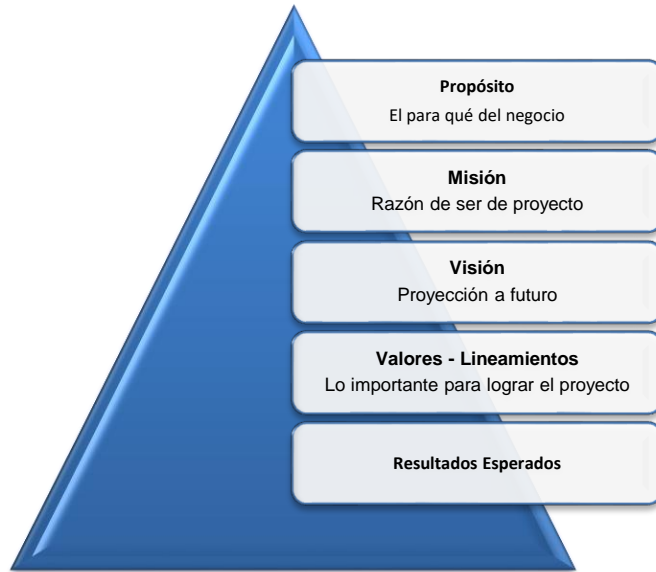 Propósito
El para qué del negocio
Misión
Razón de ser de proyecto
Visión
Proyección a futuro
Valores - Lineamientos
Lo importante para lograr el proyecto
Resultados Esperados